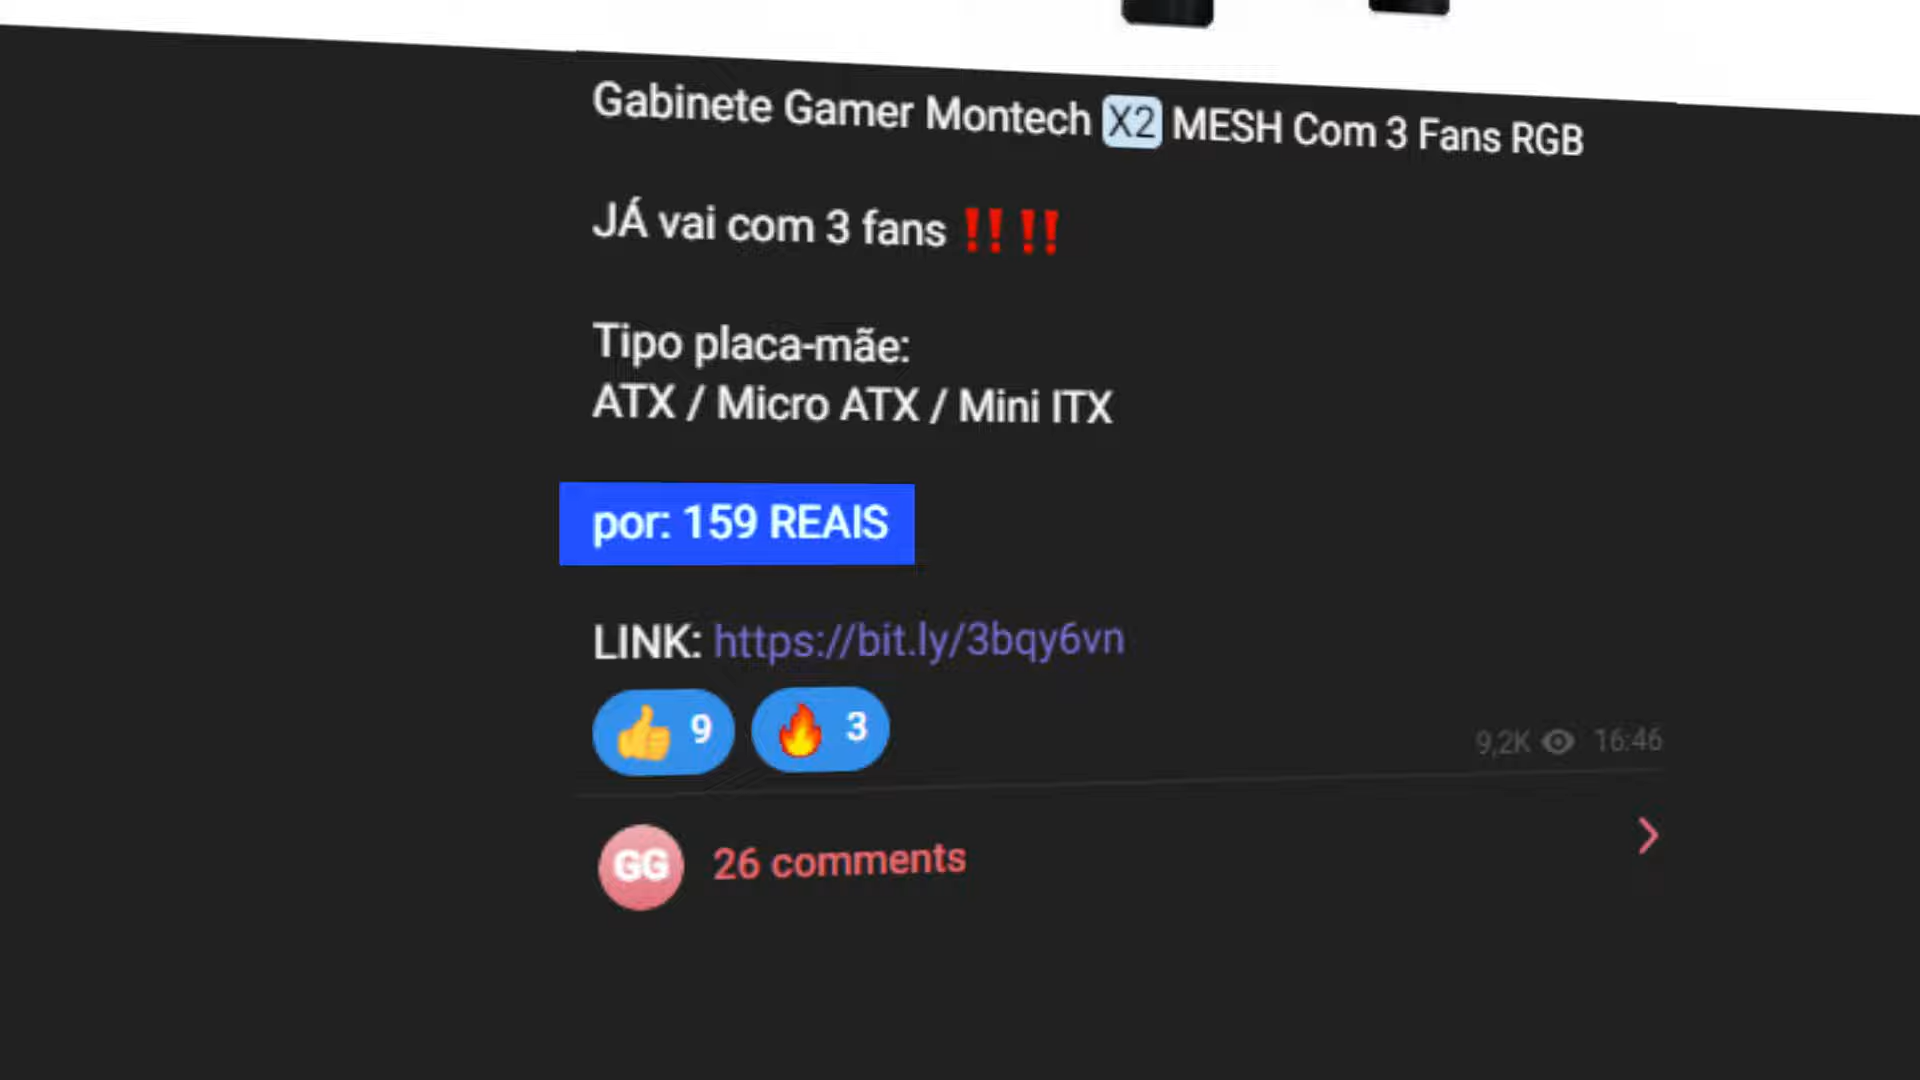 Gabinete Gamer Montech X2 MESH Com 3 Fans RGB
JÁ vai com 3 fans ‼️‼️
Tipo placa-mãe:
ATX / Micro ATX / Mini ITX
por: 159 REAIS
LINK: https://bit.ly/3bqy6vn
👍 9 🔥 3
9,2K 16:46
GG 26 comments